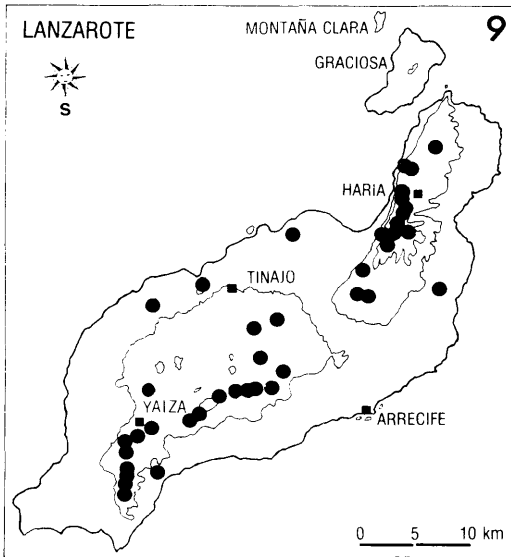 LANZAROTE
MONTAÑA CLARA
9
GRACIOSA
S
HARIA
TINAJO
YAIZA
ARRECIFE
0 5 10 km